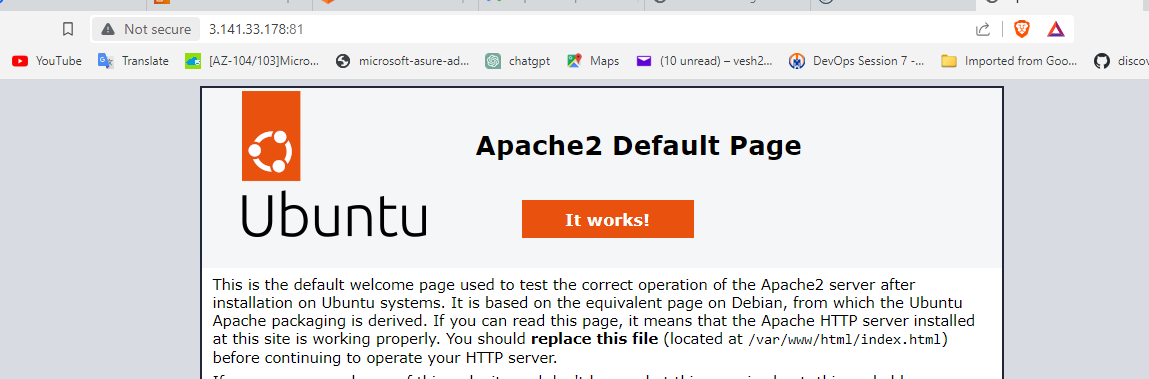 Not secure 3.141.33.178:81
YouTube Translate [AZ-104/103]Micro... microsoft-asure-ad... chatgpt Maps (10 unread) – vesh2... DevOps Session 7 -... Imported from Goo... discov
Apache2 Default Page
Ubuntu
It works!
This is the default welcome page used to test the correct operation of the Apache2 server after
installation on Ubuntu systems. It is based on the equivalent page on Debian, from which the Ubuntu
Apache packaging is derived. If you can read this page, it means that the Apache HTTP server installed
at this site is working properly. You should replace this file (located at /var/www/html/index.html)
before continuing to operate your HTTP server.